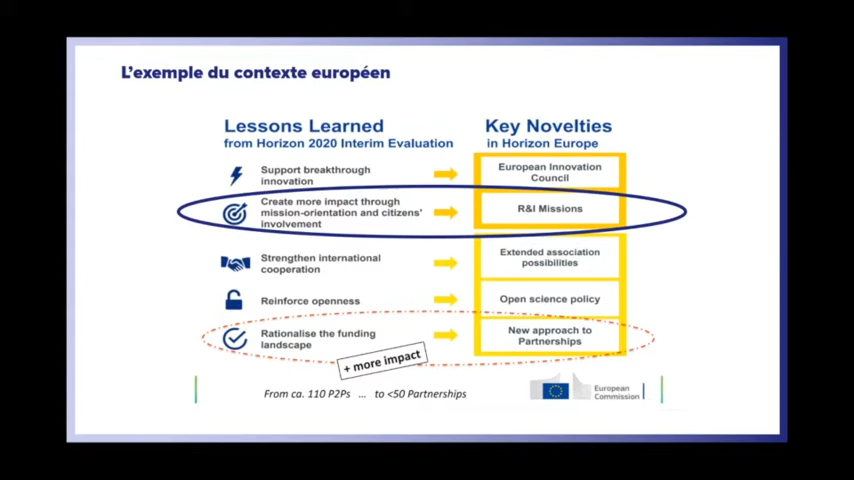 L'exemple du contexte européen
Lessons Learned
from Horizon 2020 Interim Evaluation
Key Novelties
in Horizon Europe
Support breakthrough
innovation
European Innovation
Council
Create more impact through
mission-orientation and citizens'
involvement
R&I Missions
Strengthen international
cooperation
Extended association
possibilities
Reinforce openness
Open science policy
Rationalise the funding
landscape
New approach to
Partnerships
+ more impact
From ca. 110 P2Ps ... to <50 Partnerships
European
Commission